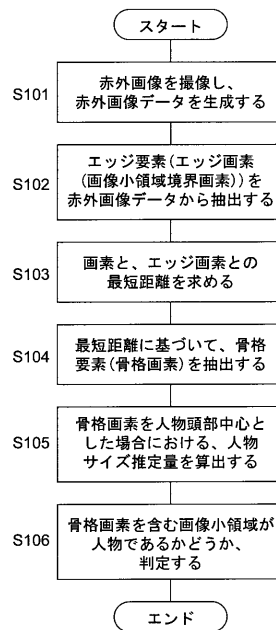 スタート
S101
赤外画像を撮像し、
赤外画像データを生成する
S102
エッジ要素(エッジ画素
(画像小領域境界画素))を
赤外画像データから抽出する
S103
画素と、エッジ画素との
最短距離を求める
S104
最短距離に基づいて、骨格
要素(骨格画素)を抽出する
S105
骨格画素を人物頭部中心と
した場合における、人物
サイズ推定量を算出する
S106
骨格画素を含む画像小領域が
人物であるかどうか、
判定する
エンド